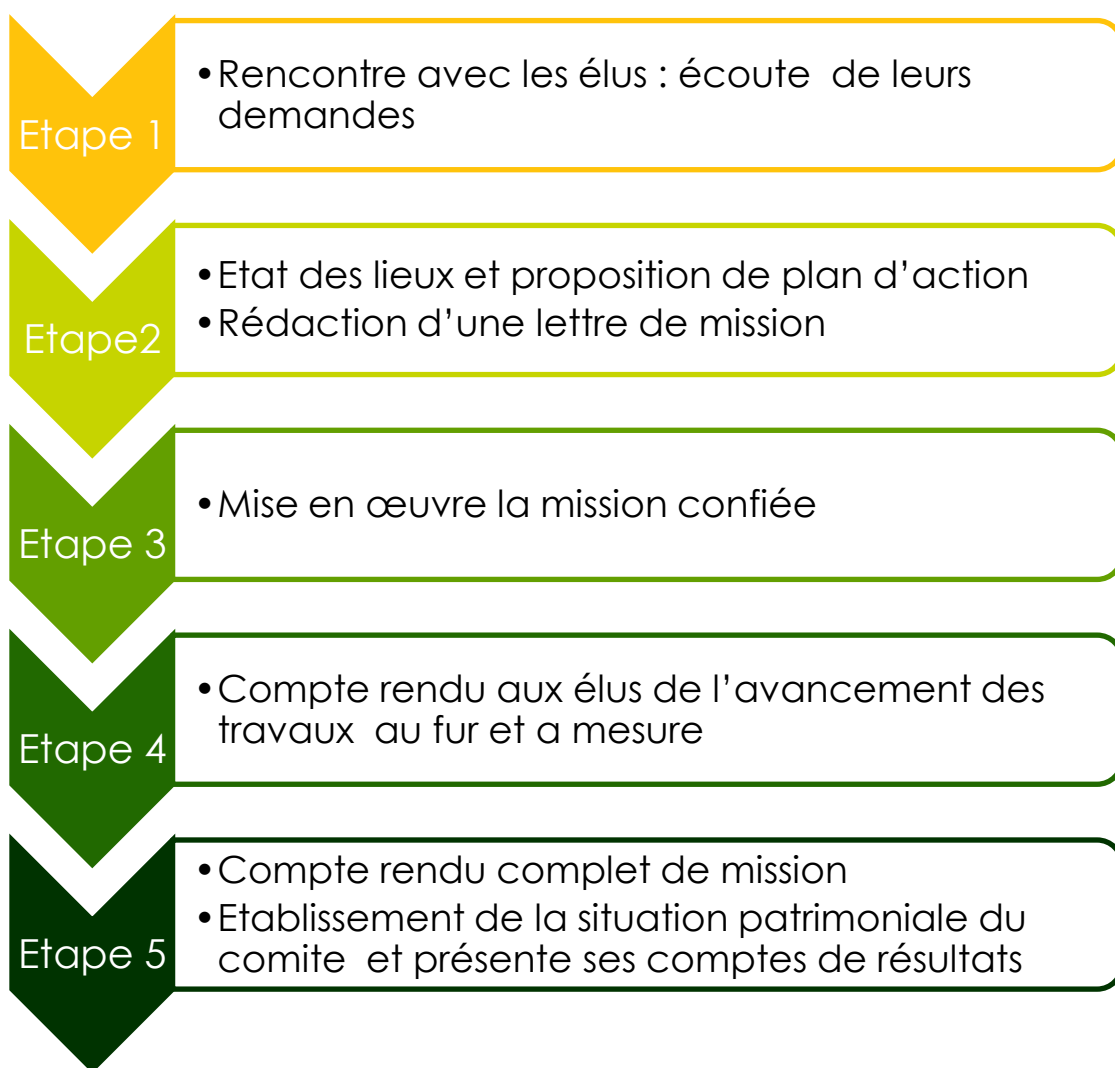 Etape 1
•Rencontre avec les élus : écoute de leurs
demandes
Etape2
•Etat des lieux et proposition de plan d’action
•Rédaction d’une lettre de mission
Etape 3
•Mise en œuvre la mission confiée
Etape 4
•Compte rendu aux élus de l’avancement des
travaux au fur et a mesure
Etape 5
•Compte rendu complet de mission
•Etablissement de la situation patrimoniale du
comite et présente ses comptes de résultats